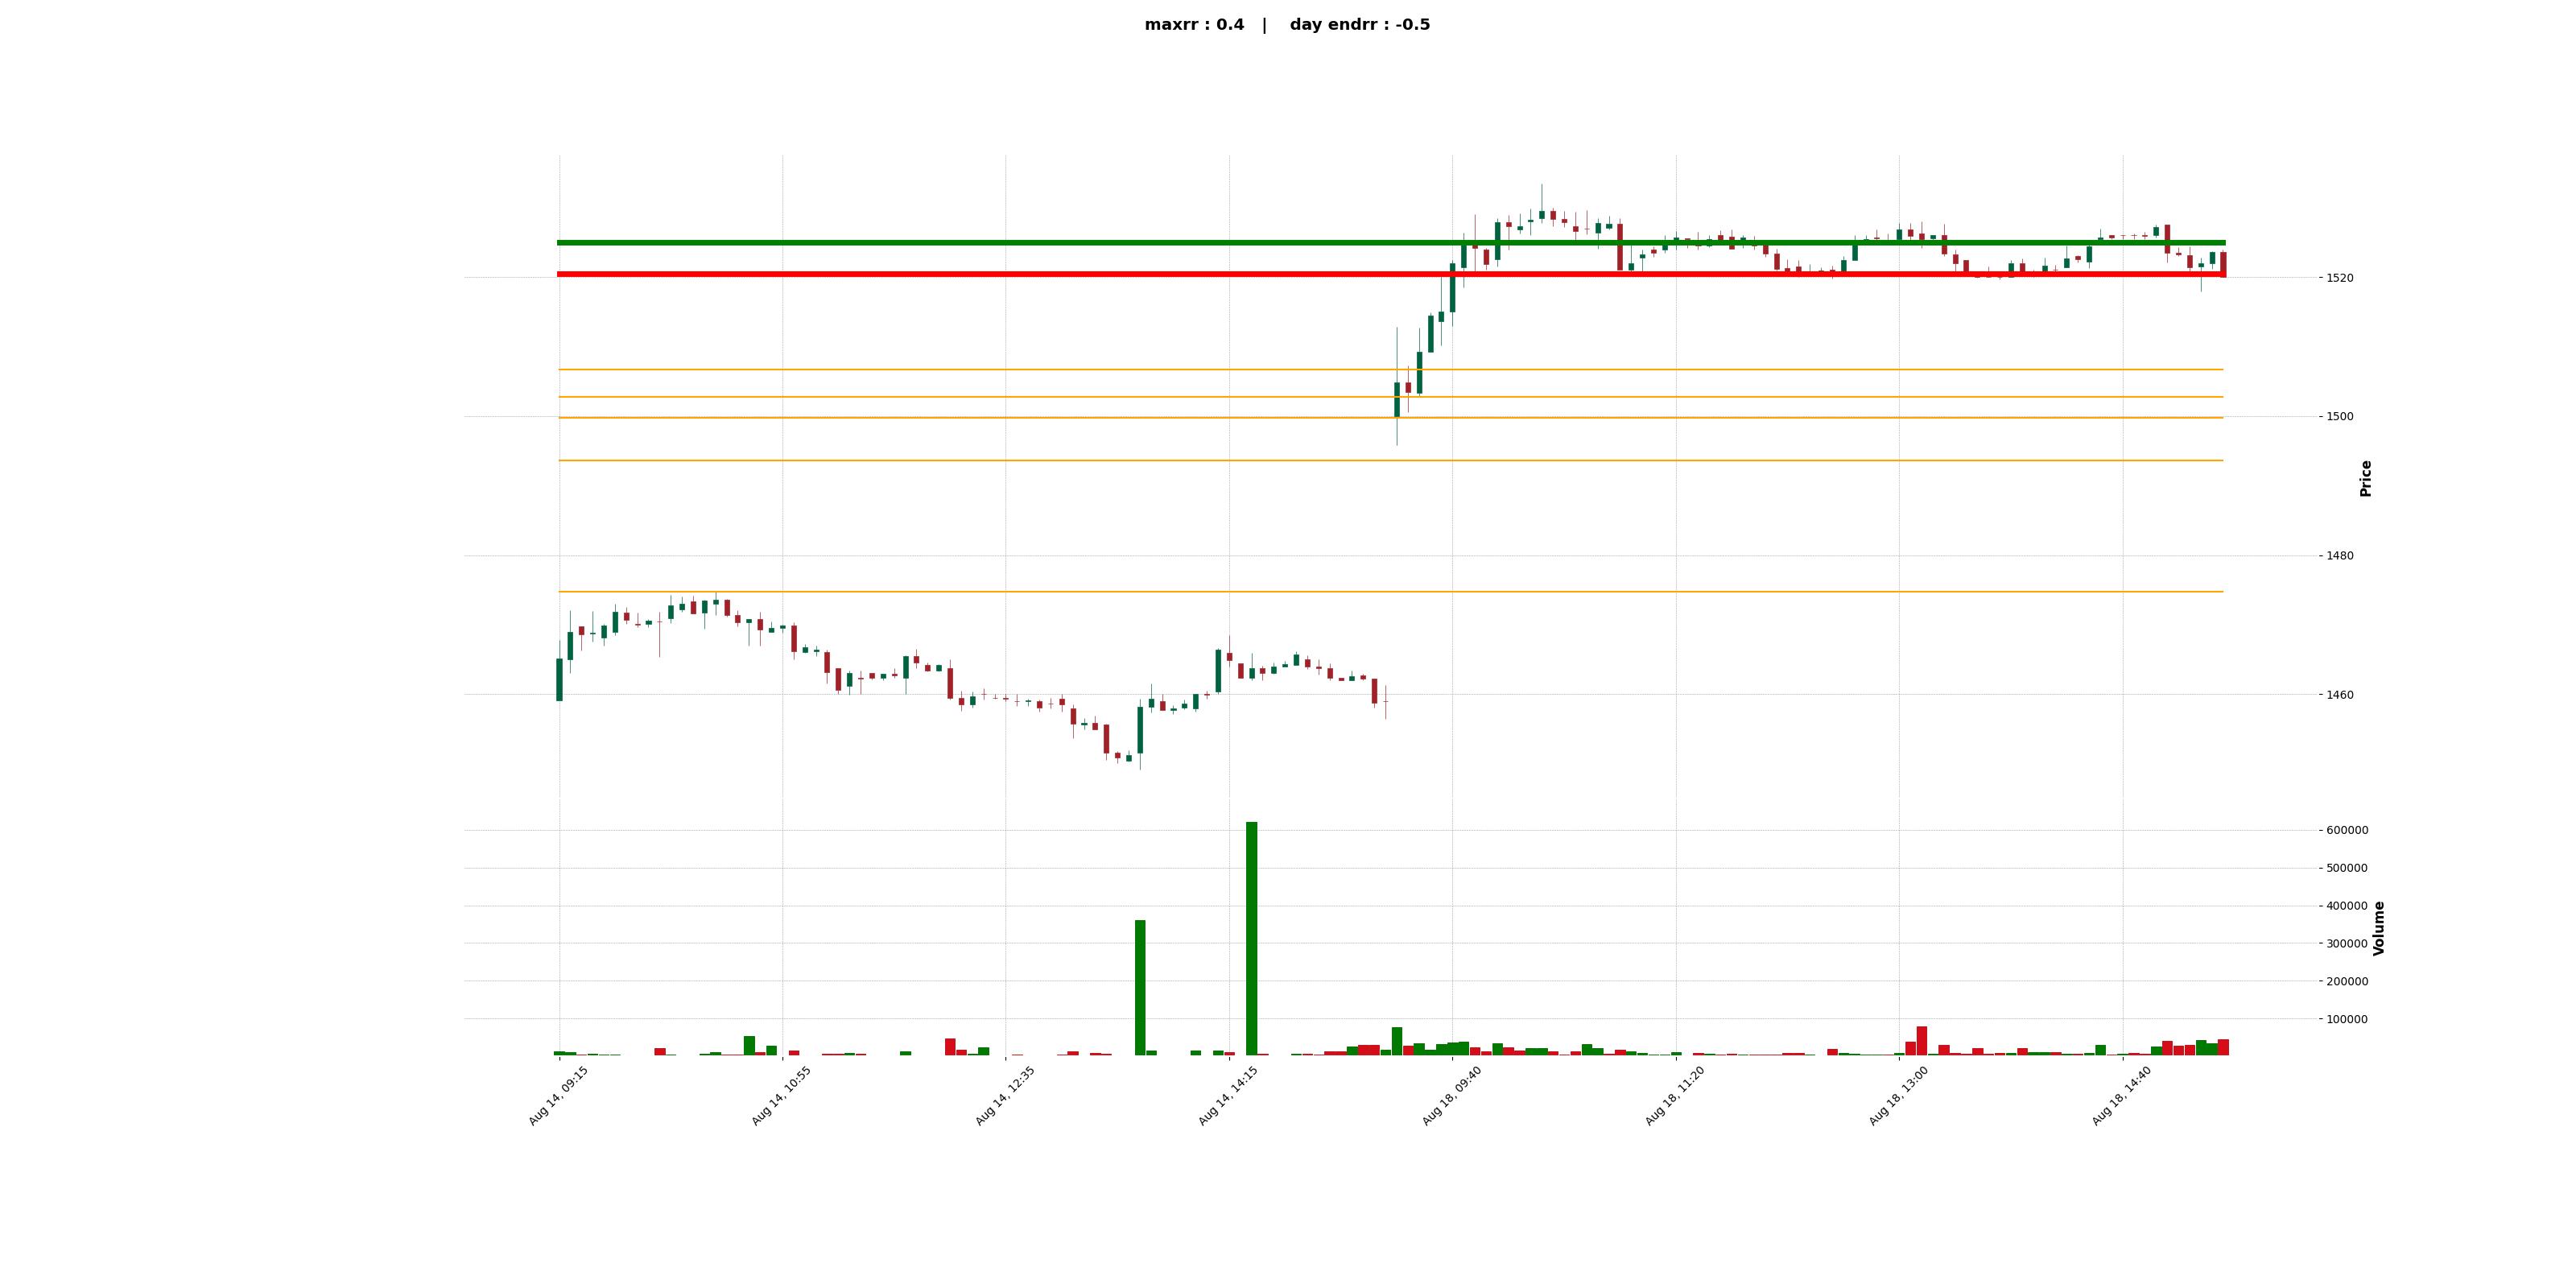 maxrr : 0.4 | day endrr : -0.5
1520
1500
1480
1460
Price
600000
500000
400000
300000
200000
100000
Volume
Aug 14, 09:15
Aug 14, 10:55
Aug 14, 12:35
Aug 14, 14:15
Aug 18, 09:40
Aug 18, 11:20
Aug 18, 13:00
Aug 18, 14:40